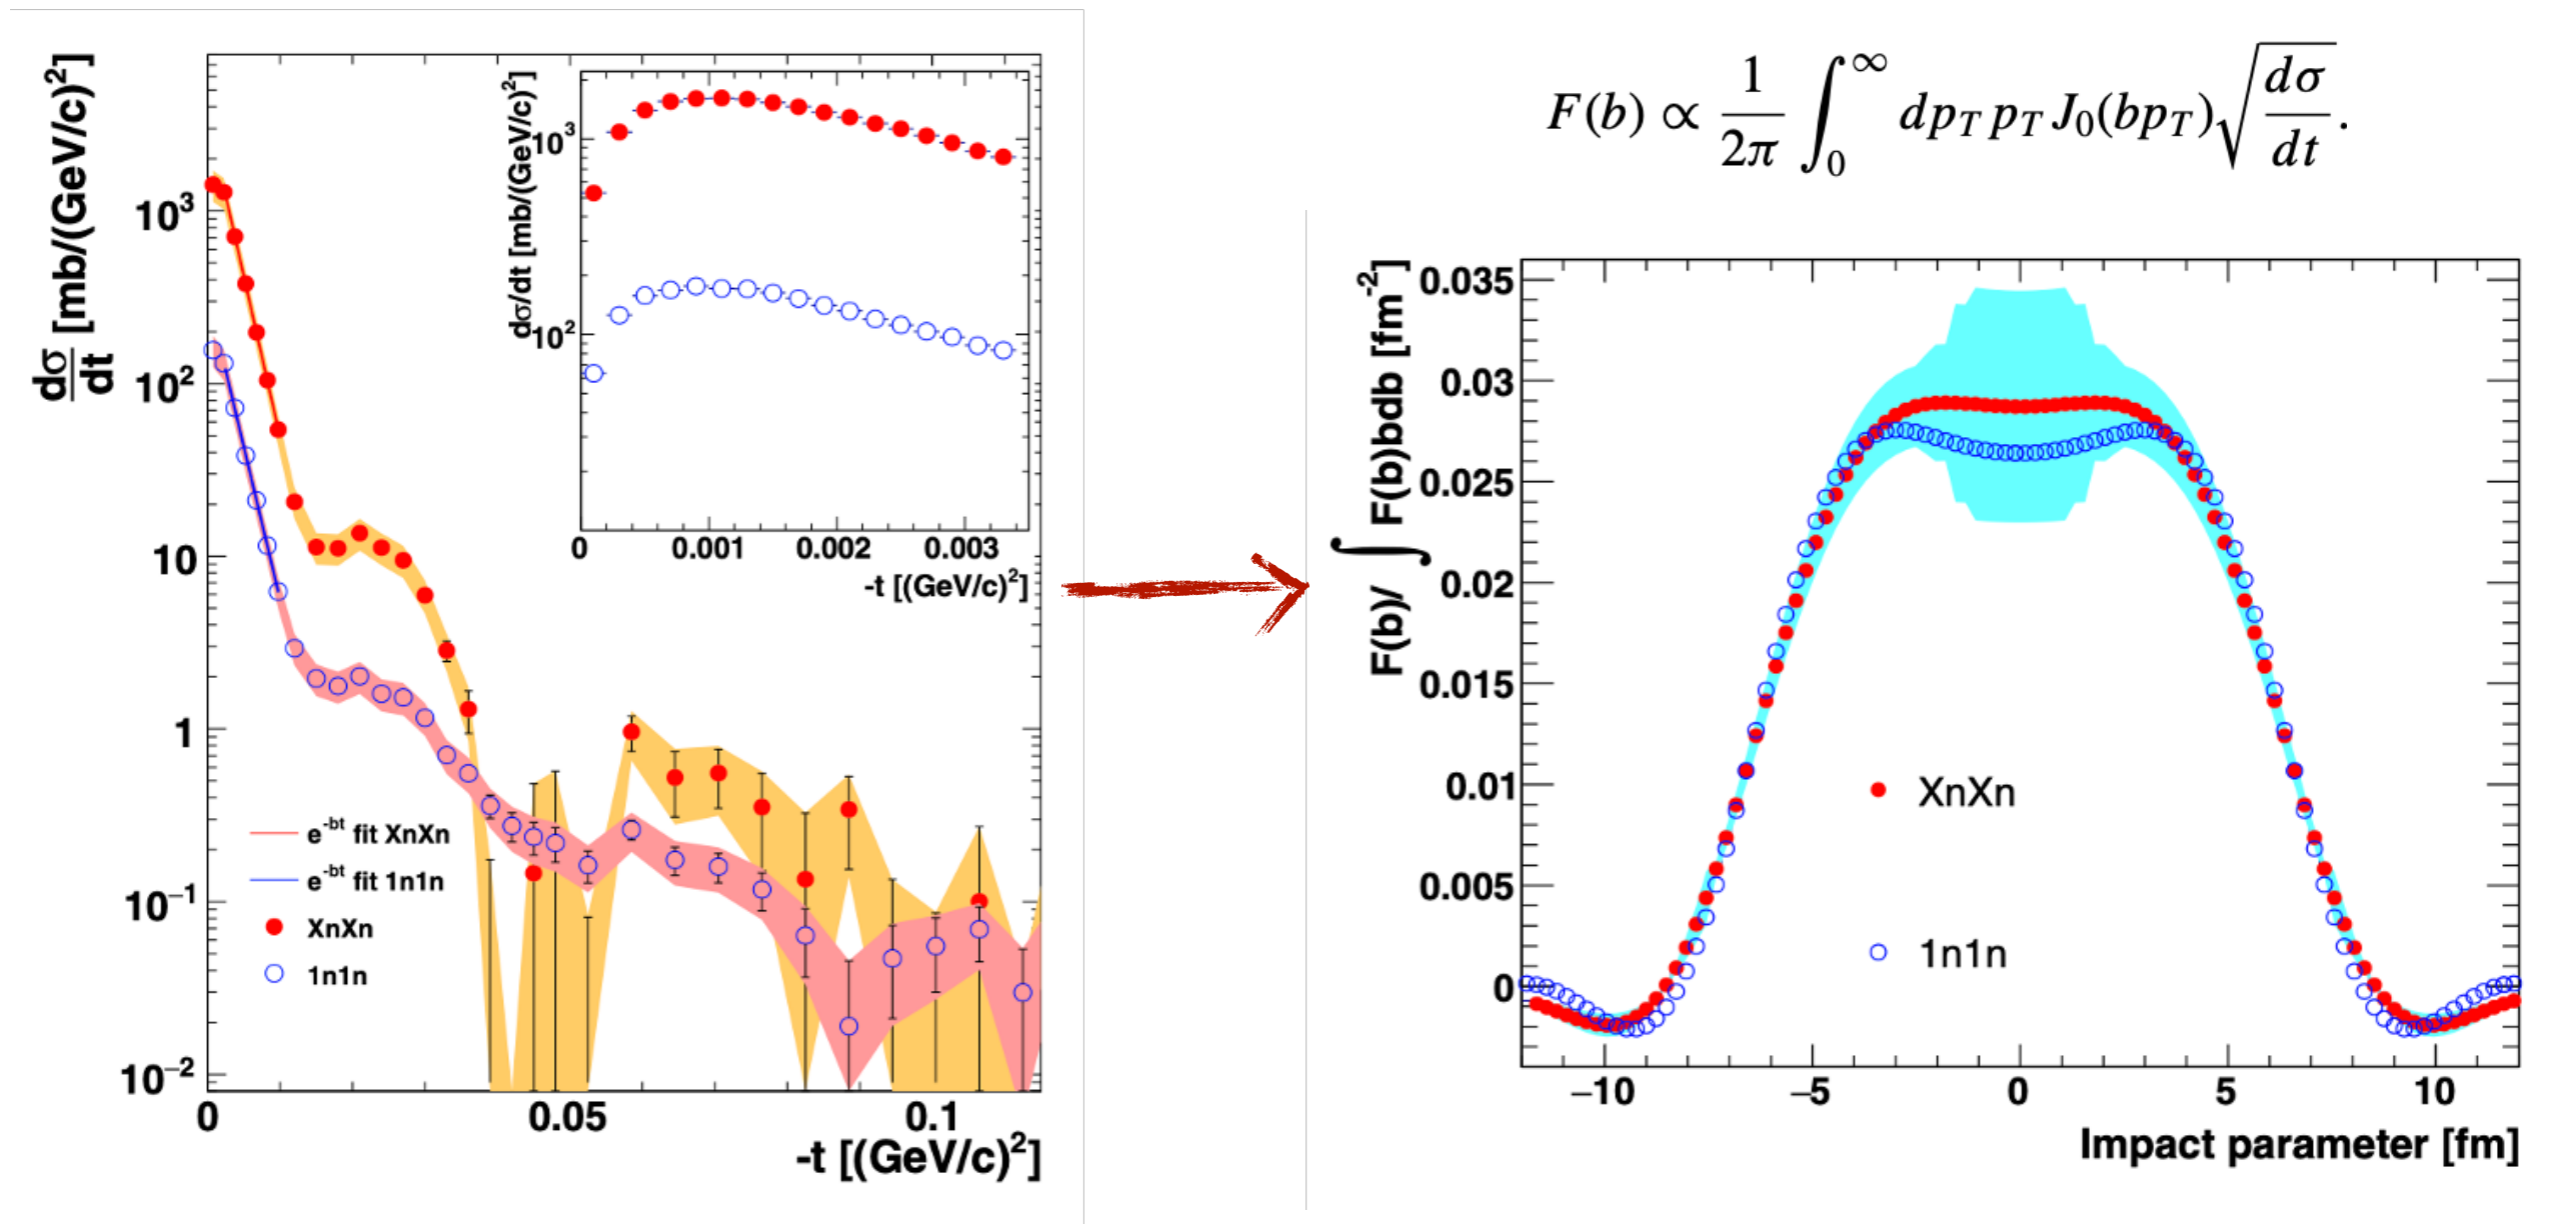 dσ/dt [mb/(GeV/c)²]
10³
10²
10
1
10⁻¹
10⁻²
0 0.05 0.1
-t [(GeV/c)²]
e^-bt fit XnXn
e^-bt fit 1n1n
XnXn
1n1n
dσ/dt [mb/(GeV/c)²]
10³
10²
0 0.001 0.002 0.003
-t [(GeV/c)²]
F(b) ∝ 1/2π ∫₀^∞ dp_T p_T J₀(bp_T) √(dσ/dt).
F(b)/ ∫ F(b)bdb [fm⁻²]
0.035
0.03
0.025
0.02
0.015
0.01
0.005
0
−10 −5 0 5 10
Impact parameter [fm]
XnXn
1n1n